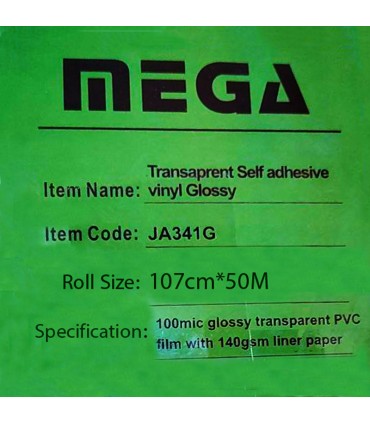 MEGA
Item Name: Transaprent Self adhesive
vinyl Glossy
Item Code: JA341G
Roll Size: 107cm*50M
Specification: 100mic glossy transparent PVC
film with 140gsm liner paper